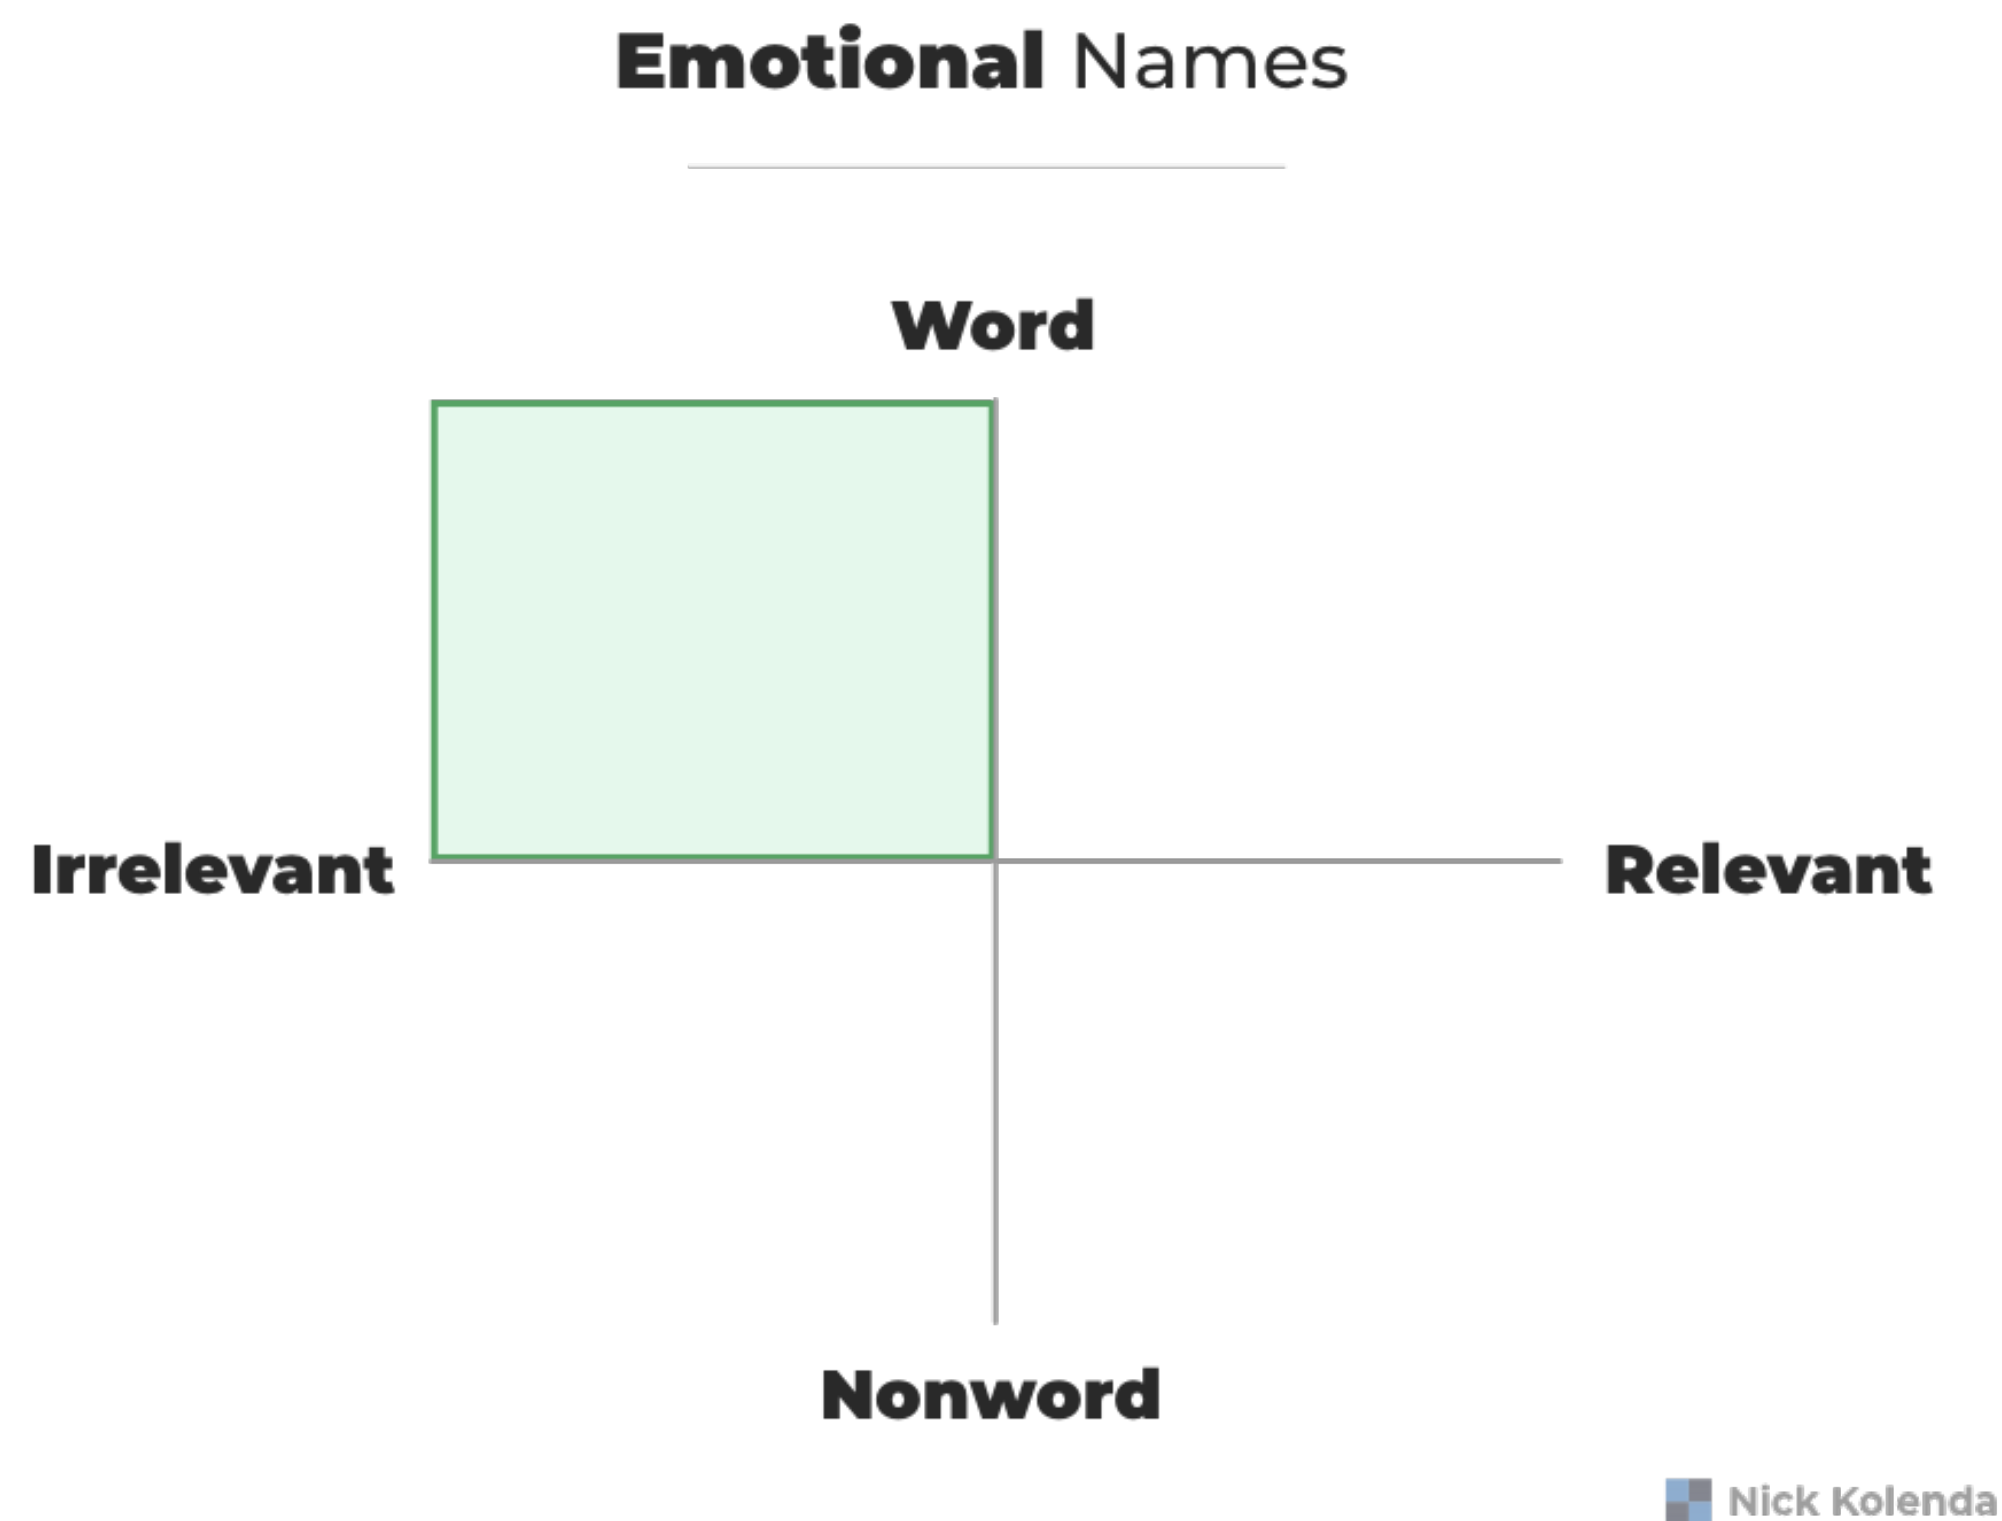 Emotional Names
Word
Irrelevant
Relevant
Nonword
Nick Kolenda